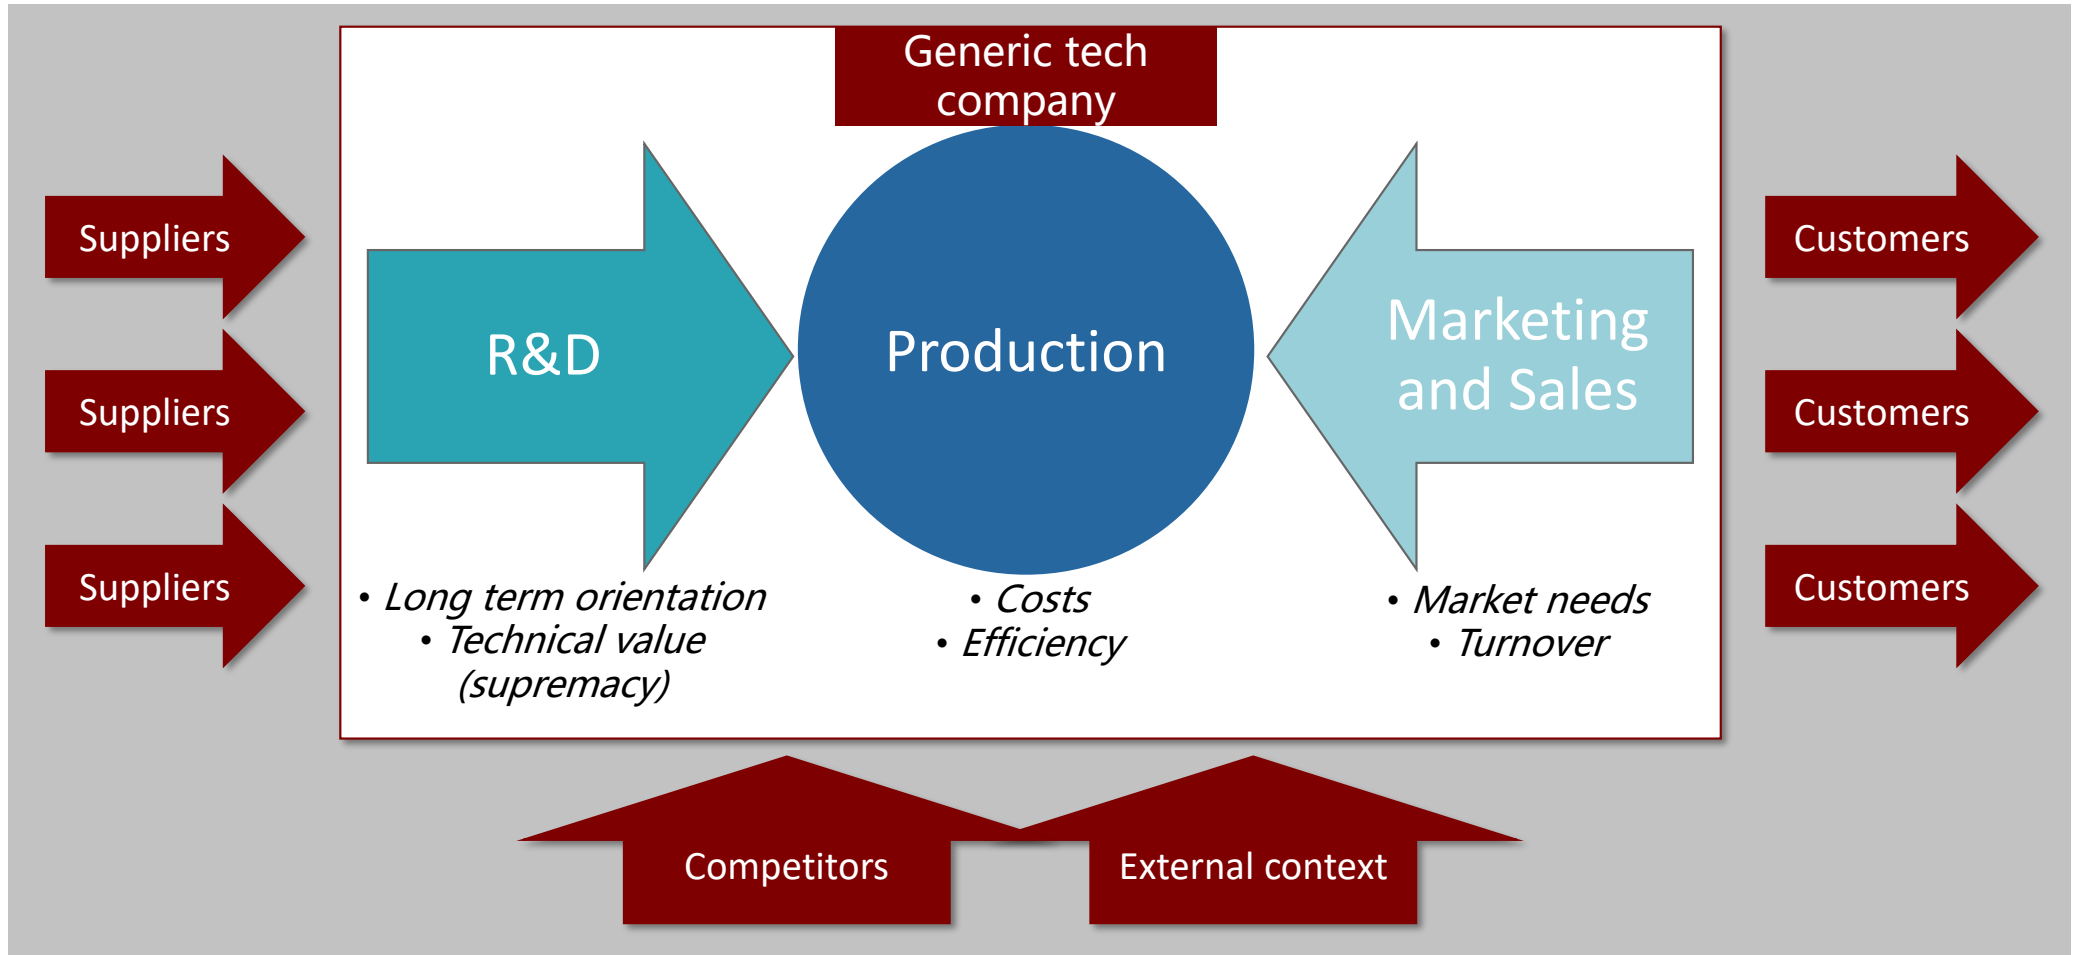 Generic tech
company
Suppliers
Suppliers
Suppliers
R&D
Production
Marketing
and Sales
Customers
Customers
Customers
• Long term orientation
• Technical value
(supremacy)
• Costs
• Efficiency
• Market needs
• Turnover
Competitors
External context